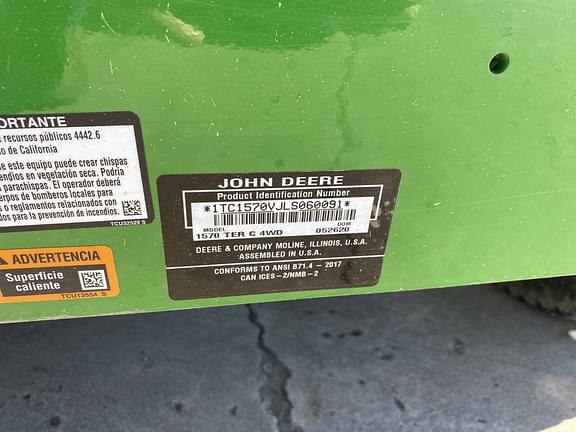 ORTANTE
recursos públicos 4442.6
o de California
e este equipo puede crear chispas
endios en vegetación seca. Podría
parachispas. El operador deberá
erpos de bomberos locales para
s o reglamentos relacionados con
prevención de incendios.
TCU32529 S
ADVERTENCIA
Superficie
caliente
TCU13554 S
JOHN DEERE
Product Identification Number
*1TC1570VJLS060091*
MODEL DOM
1570 TER C 4WD 052620
DEERE & COMPANY MOLINE, ILLINOIS, U.S.A.
ASSEMBLED IN U.S.A.
CONFORMS TO ANSI B71.4 - 2017
CAN ICES-2/NMB-2